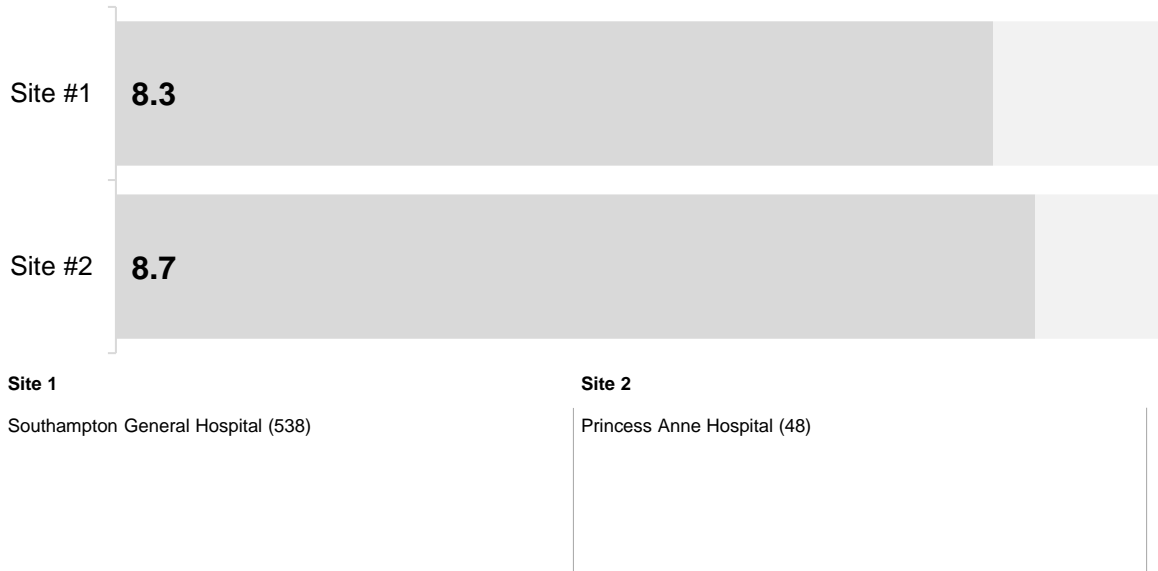 Site #1 8.3
Site #2 8.7
Site 1
Southampton General Hospital (538)
Site 2
Princess Anne Hospital (48)